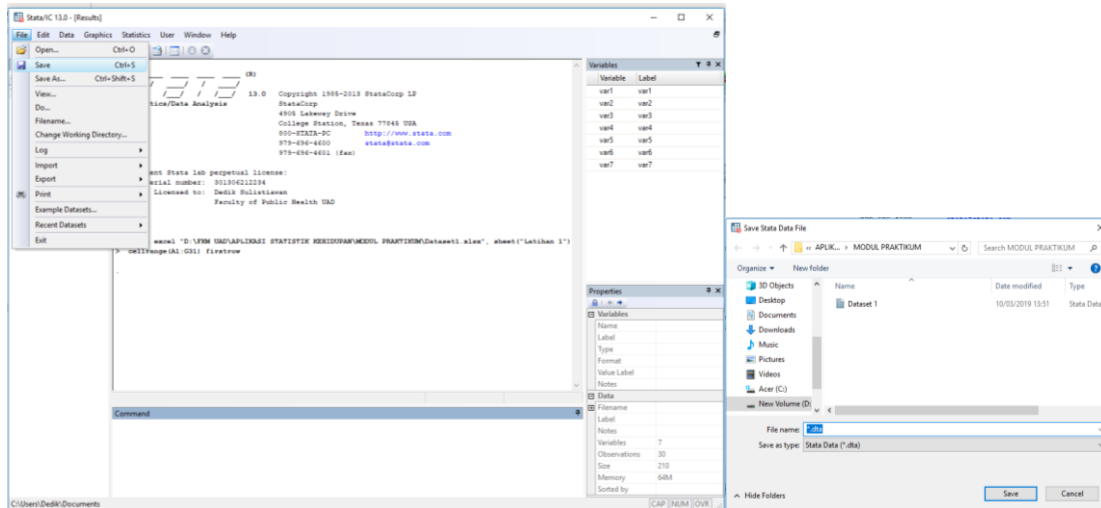 Stata/IC 13.0 - [Results]
File Edit Data Graphics Statistics User Window Help
Open... Ctrl+O
Save Ctrl+S
Save As... Ctrl+Shift+S
View...
Do...
Filename...
Change Working Directory...
Log
Import
Export
Print
Example Datasets...
Recent Datasets
Exit
(R)
13.0 Copyright 1985-2013 StataCorp LP
tics/Data Analysis StataCorp
4905 Lakeway Drive
College Station, Texas 77845 USA
800-STATA-PC http://www.stata.com
979-696-4600 stata@stata.com
979-696-4601 (fax)
ent Stata lab perpetual license:
erial number: 301306212234
Licensed to: Dedik Sulistiawan
Faculty of Public Health UAD
excel "D:\FKM UAD\APLIKASI STATISTIK KEHIDUPAN\MODUL PRAKTIKUM\Dataset1.xlsx", sheet("Latihan 1")
> cellrange(A1:G31) firstrow
.
Command
C:\Users\Dedik\Documents
CAP NUM OVR
Variables
Variable Label
var1 var1
var2 var2
var3 var3
var4 var4
var5 var5
var6 var6
var7 var7
Properties
Variables
Name
Label
Type
Format
Value Label
Notes
Data
Filename
Label
Notes
Variables 7
Observations 30
Size 210
Memory 64M
Sorted by
Save Stata Data File
« APLIK... › MODUL PRAKTIKUM
Search MODUL PRAKTIKUM
Organize New folder
3D Objects
Desktop
Documents
Downloads
Music
Pictures
Videos
Acer (C:)
New Volume (D:
Name Date modified Type
Dataset 1 10/03/2019 13:51 Stata Data
File name: *.dta
Save as type: Stata Data (*.dta)
Hide Folders
Save Cancel